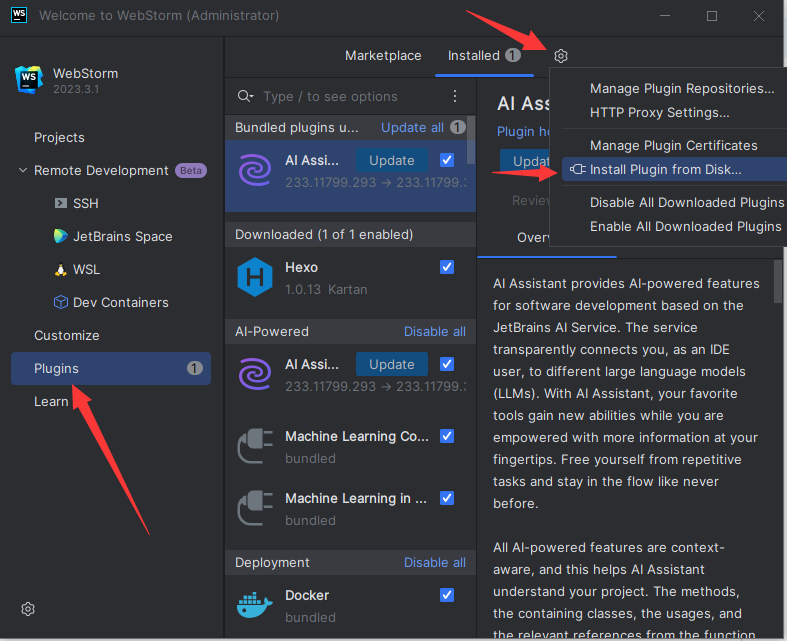 WS
Welcome to WebStorm (Administrator)
WS
WebStorm
2023.3.1
Projects
Remote Development Beta
SSH
JetBrains Space
WSL
Dev Containers
Customize
Plugins 1
Learn
Marketplace Installed 1
Type / to see options
Bundled plugins u... Update all 1
AI Assi... Update
233.11799.293 → 233.11799.
Downloaded (1 of 1 enabled)
Hexo
1.0.13 Kartan
AI-Powered Disable all
AI Assi... Update
233.11799.293 → 233.11799.
Machine Learning Co...
bundled
Machine Learning in ...
bundled
Deployment Disable all
Docker
bundled
AI Ass
Plugin h
Updat
Review
Overv
Manage Plugin Repositories...
HTTP Proxy Settings...
Manage Plugin Certificates
Install Plugin from Disk...
Disable All Downloaded Plugins
Enable All Downloaded Plugins
AI Assistant provides AI-powered features
for software development based on the
JetBrains AI Service. The service
transparently connects you, as an IDE
user, to different large language models
(LLMs). With AI Assistant, your favorite
tools gain new abilities while you are
empowered with more information at your
fingertips. Free yourself from repetitive
tasks and stay in the flow like never
before.
All AI-powered features are context-
aware, and this helps AI Assistant
understand your project. The methods,
the containing classes, the usages, and
the relevant references from the function